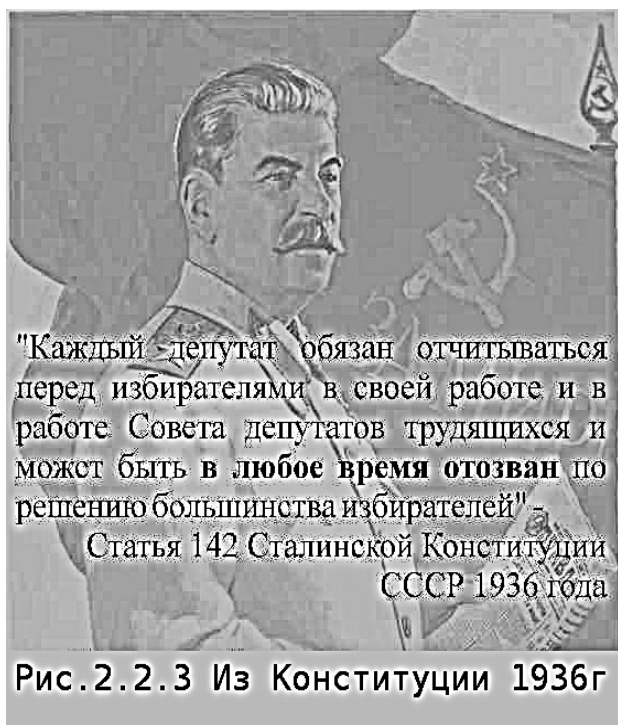 "Каждый депутат обязан отчитываться
перед избирателями в своей работе и в
работе Совета депутатов трудящихся и
может быть в любое время отозван по
решению большинства избирателей" -
Статья 142 Сталинской Конституции
СССР 1936 года
Рис.2.2.3 Из Конституции 1936г